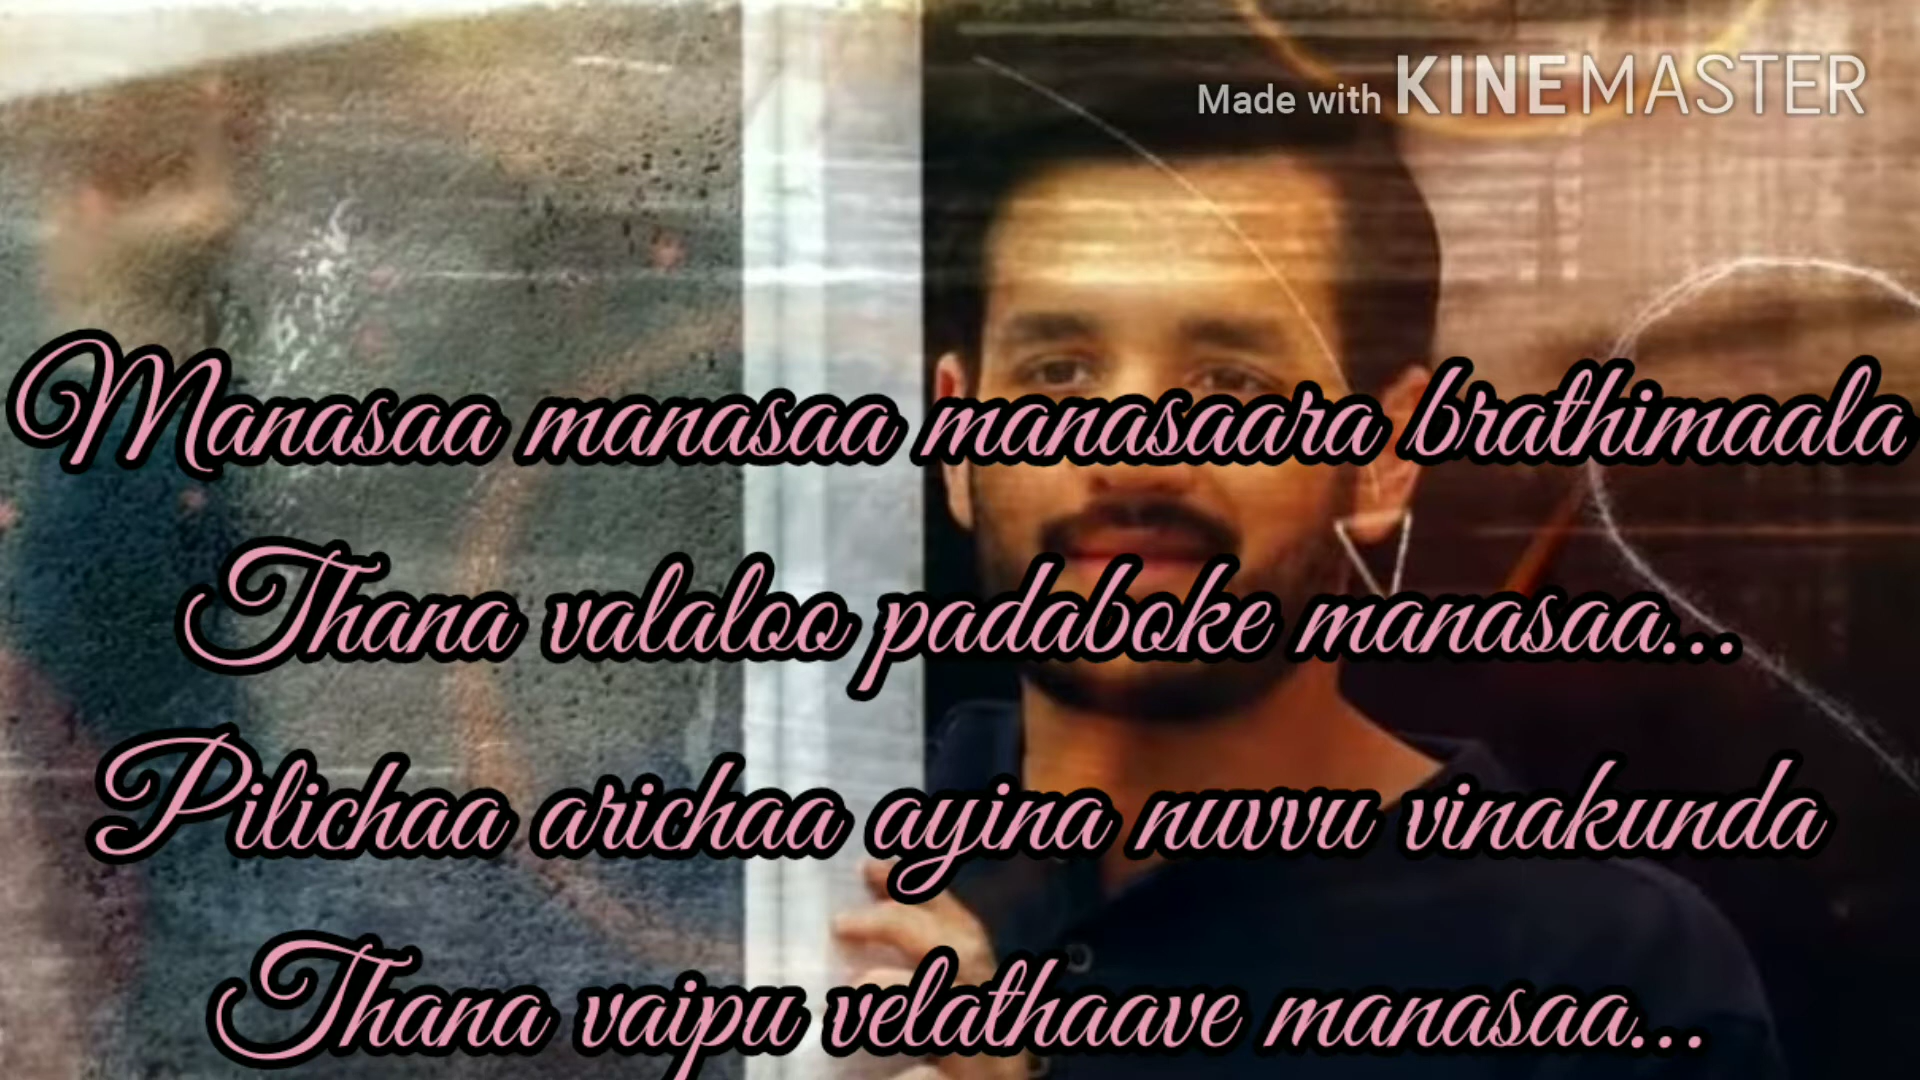 Made with KINEMASTER
Manasaa manasaa manasaara brathimaala
Thana valaloo padaboke manasaa...
Pilichaa arichaa ayina nuvvu vinakunda
Thana vaipu velathaave manasaa...